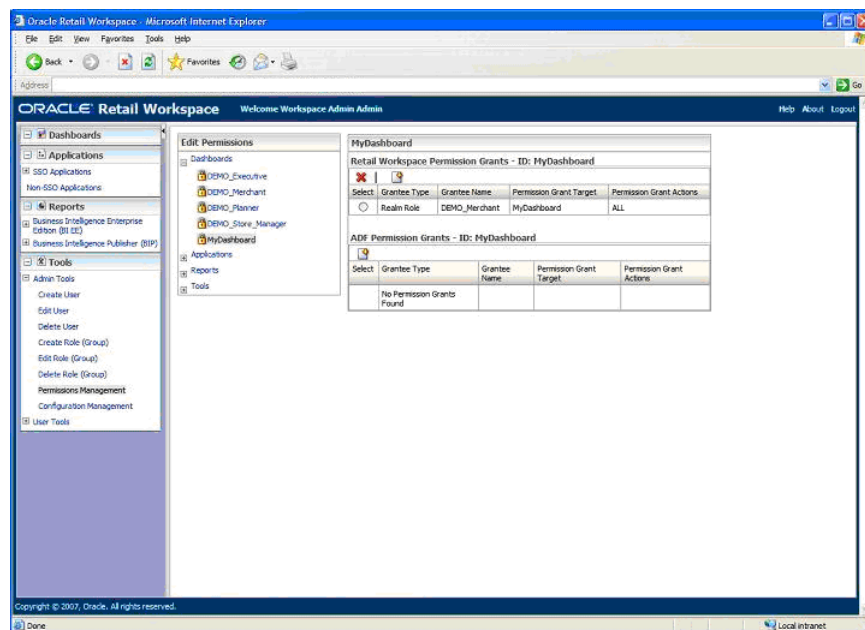 Oracle Retail Workspace - Microsoft Internet Explorer
File Edit View Favorites Tools Help
Back Favorites
Address Go
ORACLE Retail Workspace Welcome Workspace Admin Admin Help About Logout
Dashboards
Applications
SSO Applications
Non-SSO Applications
Reports
Business Intelligence Enterprise
Edition (BI EE)
Business Intelligence Publisher (BIP)
Tools
Admin Tools
Create User
Edit User
Delete User
Create Role (Group)
Edit Role (Group)
Delete Role (Group)
Permissions Management
Configuration Management
User Tools
Edit Permissions
Dashboards
DEMO_Executive
DEMO_Merchant
DEMO_Planner
DEMO_Store_Manager
MyDashboard
Applications
Reports
Tools
MyDashboard
Retail Workspace Permission Grants - ID: MyDashboard
Select Grantee Type Grantee Name Permission Grant Target Permission Grant Actions
Realm Role DEMO_Merchant MyDashboard ALL
ADF Permission Grants - ID: MyDashboard
Select Grantee Type Grantee Name Permission Grant Target Permission Grant Actions
No Permission Grants
Found
Copyright © 2007, Oracle. All rights reserved.
Done Local intranet